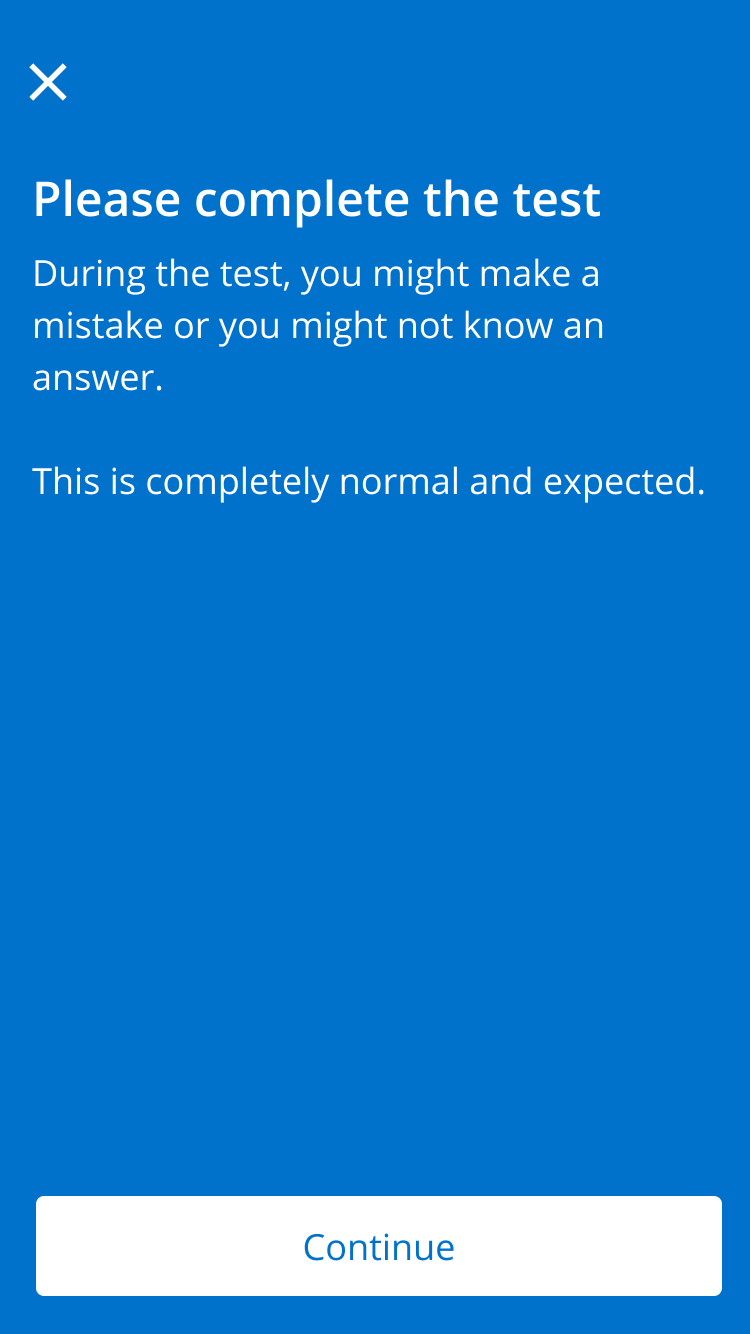 Please complete the test
During the test, you might make a
mistake or you might not know an
answer.
This is completely normal and expected.
Continue